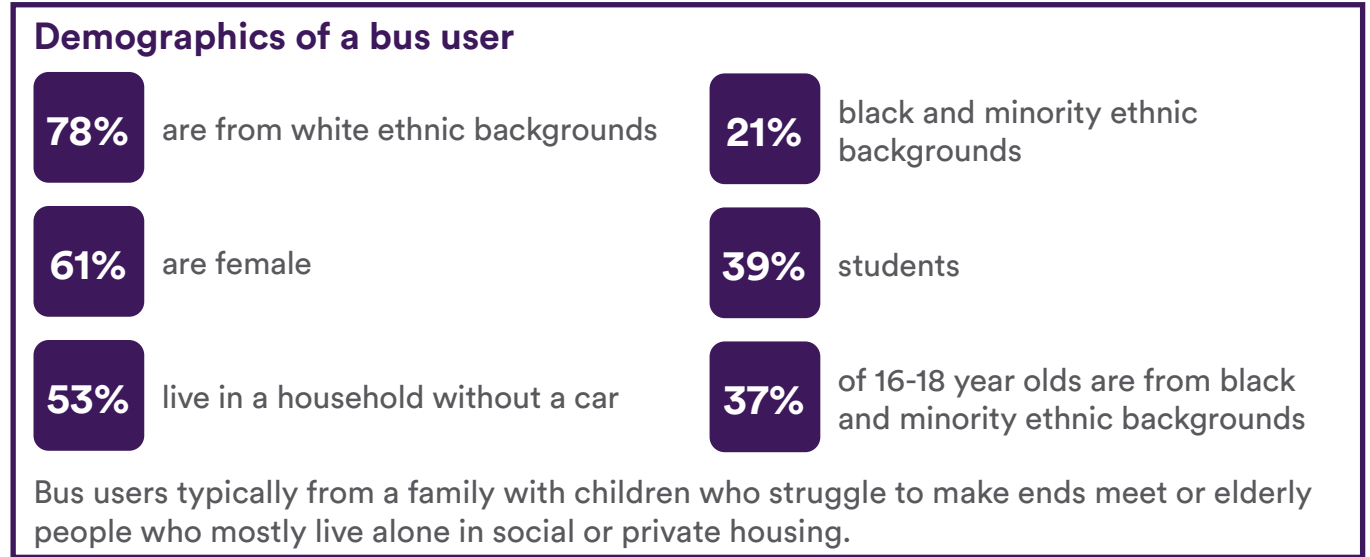 Demographics of a bus user
78%
are from white ethnic backgrounds
21%
black and minority ethnic
backgrounds
61%
are female
39%
students
53%
live in a household without a car
37%
of 16-18 year olds are from black
and minority ethnic backgrounds
Bus users typically from a family with children who struggle to make ends meet or elderly
people who mostly live alone in social or private housing.